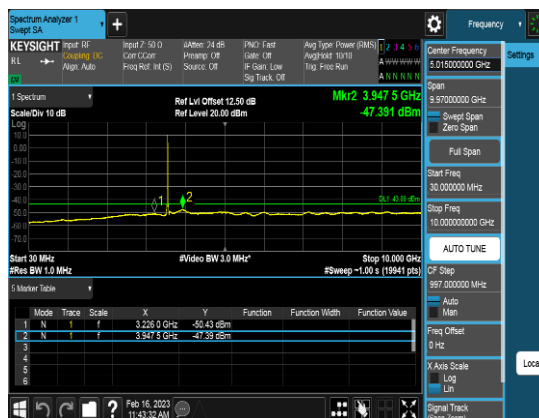 Spectrum Analyzer 1
Swept SA
Frequency
KEYSIGHT
RL
Input: RF
Coupling: DC
Align: Auto
Input Z: 50 Ω
Corr CCorr
Freq Ref: Int (S)
#Atten: 24 dB
Preamp: Off
Source: Off
PNO: Fast
Gate: Off
IF Gain: Low
Sig Track: Off
Avg Type: Power (RMS)
Avg|Hold: 10/10
Trig: Free Run
1 2 3 4 5 6
A W W W W W
A N N N N N
1 Spectrum
Scale/Div 10 dB
Ref Lvl Offset 12.50 dB
Ref Level 20.00 dBm
Mkr2 3.947 5 GHz
-47.391 dBm
Log
10.0
0.00
-10.0
-20.0
-30.0
-40.0
-50.0
-60.0
-70.0
1
2
Start 30 MHz
#Res BW 1.0 MHz
#Video BW 3.0 MHz*
Stop 10.000 GHz
#Sweep ~1.00 s (19941 pts)
5 Marker Table
Mode Trace Scale X Y Function Function Width Function Value
1 N 1 f 3.226 0 GHz -50.43 dBm
2 N 1 f 3.947 5 GHz -47.39 dBm
3
4
5
6
Feb 16, 2023
11:43:32 AM
Center Frequency
5.015000000 GHz
Span
9.97000000 GHz
Swept Span
Zero Span
Full Span
Start Freq
30.000000 MHz
Stop Freq
10.000000000 GHz
AUTO TUNE
CF Step
997.000000 MHz
Auto
Man
Freq Offset
0 Hz
X Axis Scale
Log
Lin
Signal Track
Settings
Loca